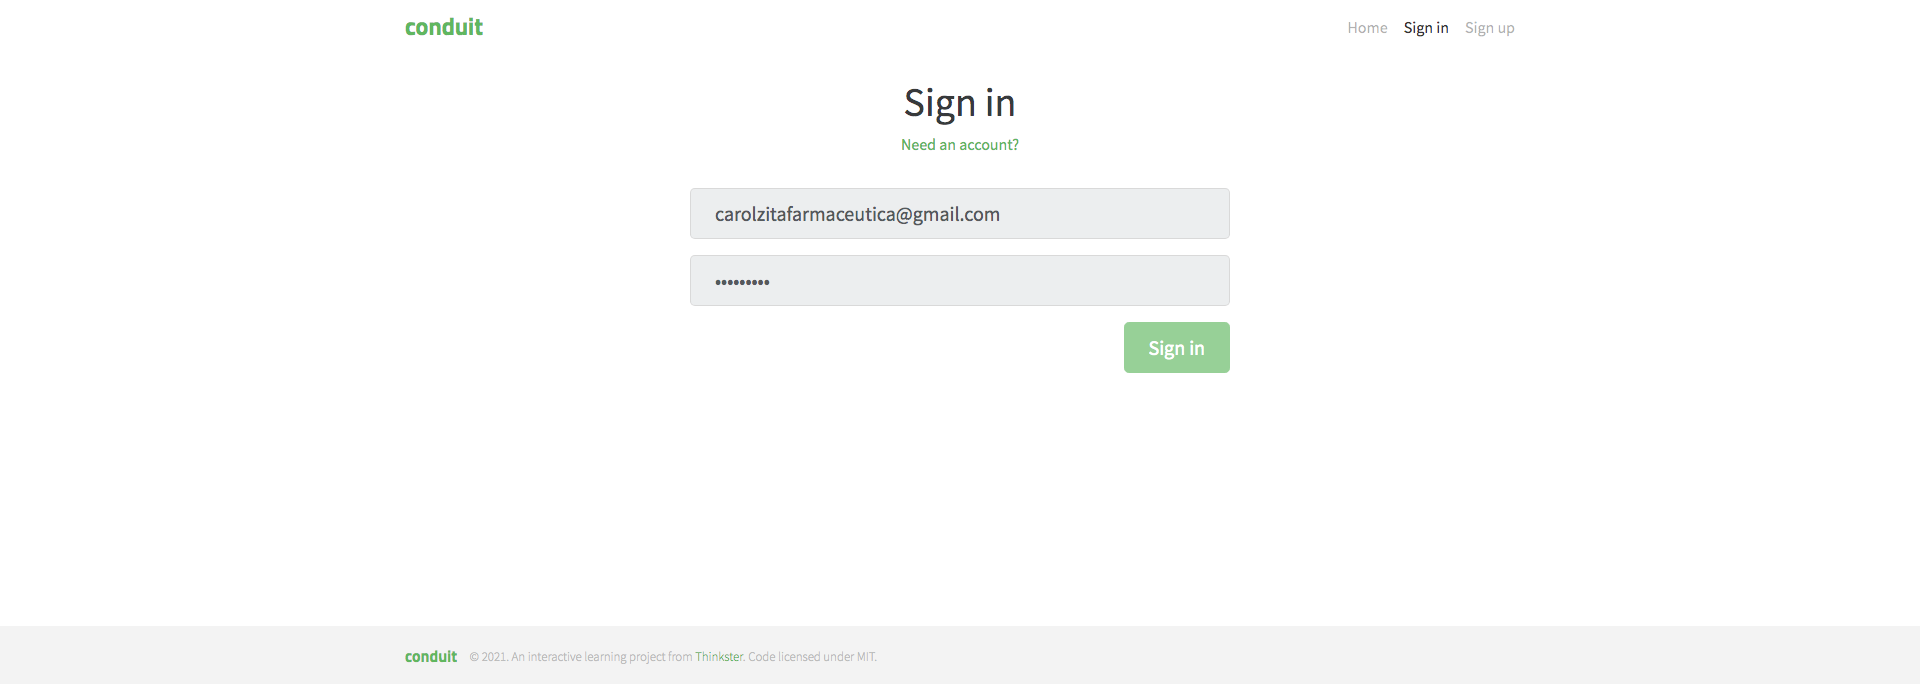 conduit
Home Sign in Sign up
Sign in
Need an account?
carolzitafarmaceutica@gmail.com
•••••••••
Sign in
conduit © 2021. An interactive learning project from Thinkster. Code licensed under MIT.